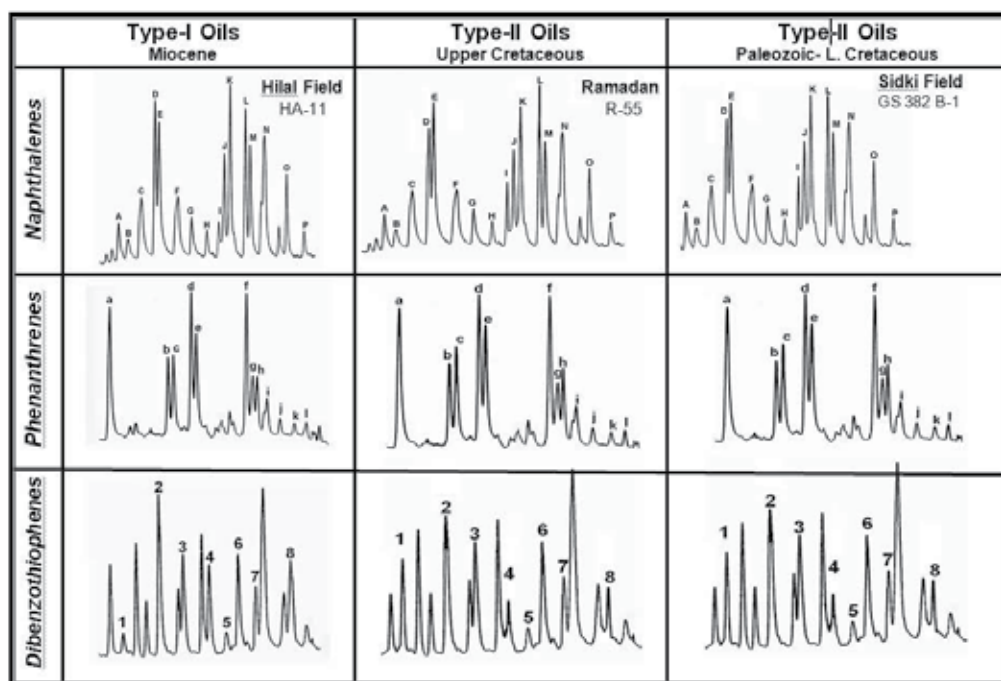 Type-I Oils
Miocene
Type-II Oils
Upper Cretaceous
Type-II Oils
Paleozoic- L. Cretaceous
Naphthalenes
Hilal Field
HA-11
A
B
C
D
E
F
G
H
I
J
K
L
M
N
O
P
Ramadan
R-55
A
B
C
D
E
F
G
H
I
J
K
L
M
N
O
P
Sidki Field
GS 382 B-1
A
B
C
D
E
F
G
H
I
J
K
L
M
N
O
P
Phenanthrenes
a
b
c
d
e
f
g
h
i
j
k
l
a
b
c
d
e
f
g
h
i
j
k
l
a
b
c
d
e
f
g
h
i
j
k
l
Dibenzothiophenes
1
2
3
4
5
6
7
8
1
2
3
4
5
6
7
8
1
2
3
4
5
6
7
8